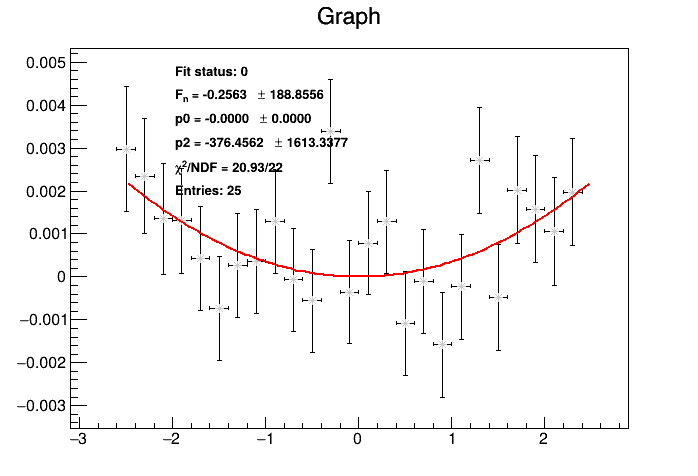 Graph
Fit status: 0
Fn = -0.2563 ± 188.8556
p0 = -0.0000 ± 0.0000
p2 = -376.4562 ± 1613.3377
χ²/NDF = 20.93/22
Entries: 25
0.005
0.004
0.003
0.002
0.001
0
−0.001
−0.002
−0.003
−3 −2 −1 0 1 2